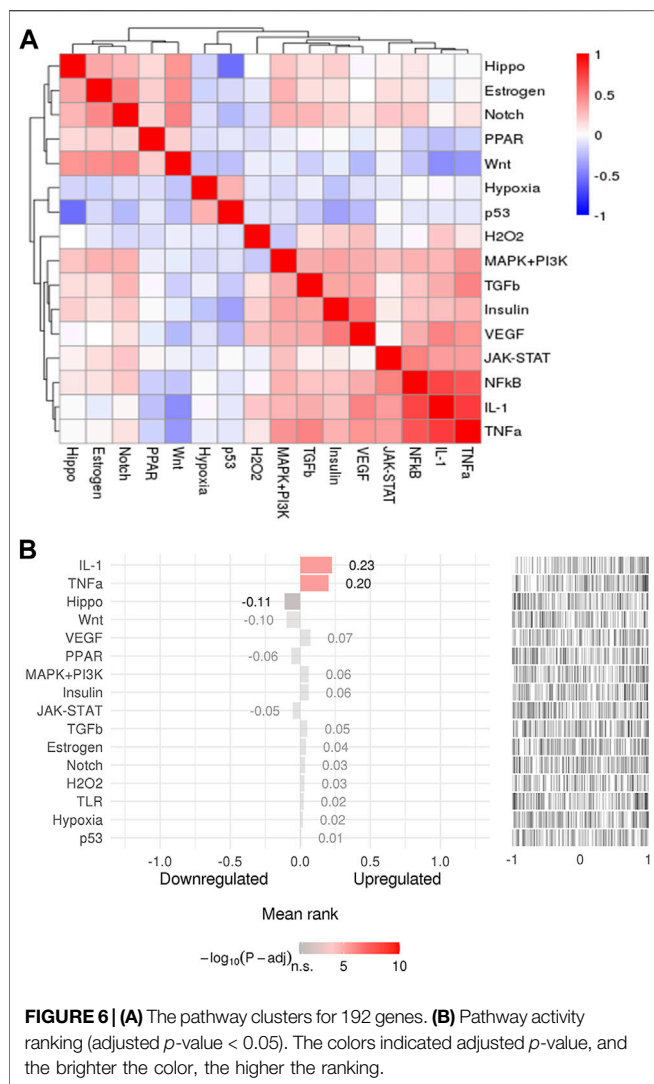 A
Hippo
Estrogen
Notch
PPAR
Wnt
Hypoxia
p53
H2O2
MAPK+PI3K
TGFb
Insulin
VEGF
JAK-STAT
NFkB
IL-1
TNFa
1
0.5
0
-0.5
-1
Hippo Estrogen Notch PPAR Wnt Hypoxia p53 H2O2 MAPK+PI3K TGFb Insulin VEGF JAK-STAT NFkB IL-1 TNFa
B
IL-1 0.23
TNFa 0.20
Hippo -0.11
Wnt -0.10
VEGF 0.07
PPAR -0.06
MAPK+PI3K 0.06
Insulin 0.06
JAK-STAT -0.05
TGFb 0.05
Estrogen 0.04
Notch 0.03
H2O2 0.03
TLR 0.02
Hypoxia 0.02
p53 0.01
-1.0 -0.5 0.0 0.5 1.0
Downregulated Upregulated
Mean rank
-1 0 1
−log10(P−adj) n.s. 5 10
FIGURE 6 | (A) The pathway clusters for 192 genes. (B) Pathway activity
ranking (adjusted p-value < 0.05). The colors indicated adjusted p-value, and
the brighter the color, the higher the ranking.